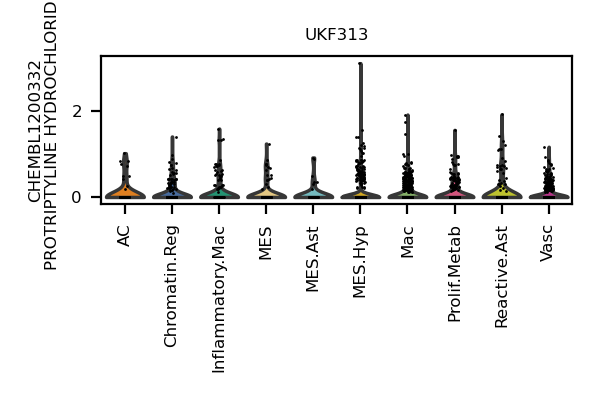 UKF313
CHEMBL1200332
PROTRIPTYLINE HYDROCHLORID
2
0
AC
Chromatin.Reg
Inflammatory.Mac
MES
MES.Ast
MES.Hyp
Mac
Prolif.Metab
Reactive.Ast
Vasc